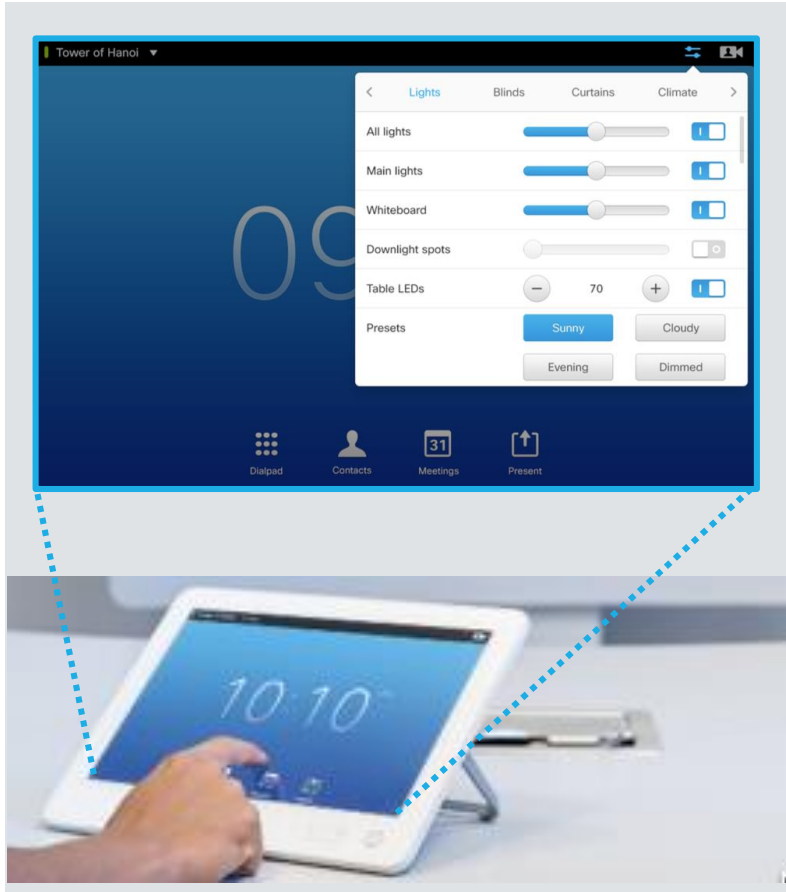 Tower of Hanoi
Lights Blinds Curtains Climate
All lights
Main lights
Whiteboard
Downlight spots
Table LEDs 70
Presets Sunny Cloudy
Evening Dimmed
09
31
Dialpad Contacts Meetings Present
10:10